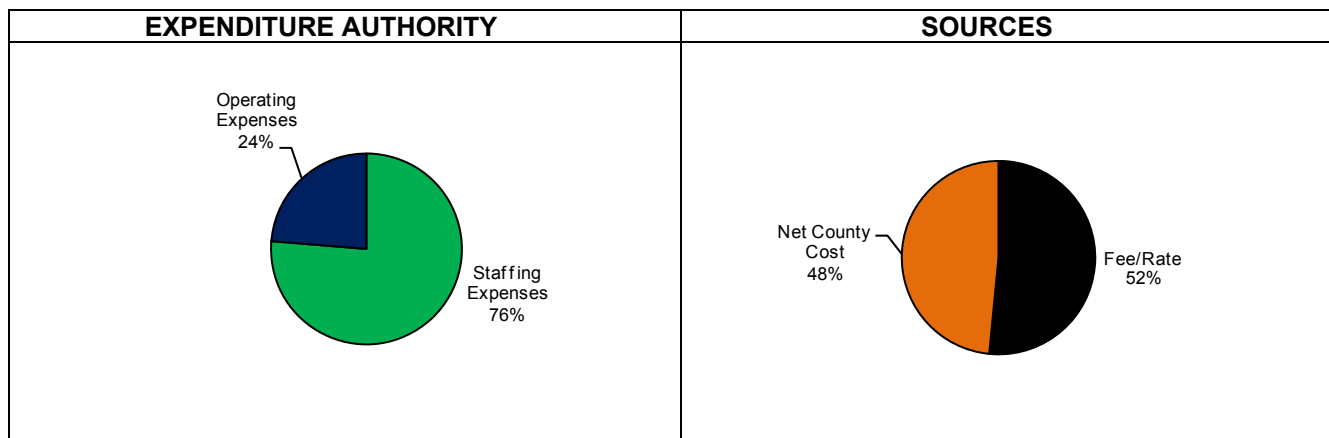 EXPENDITURE AUTHORITY
SOURCES
Operating
Expenses
24%
Staffing
Expenses
76%
Net County
Cost
48%
Fee/Rate
52%